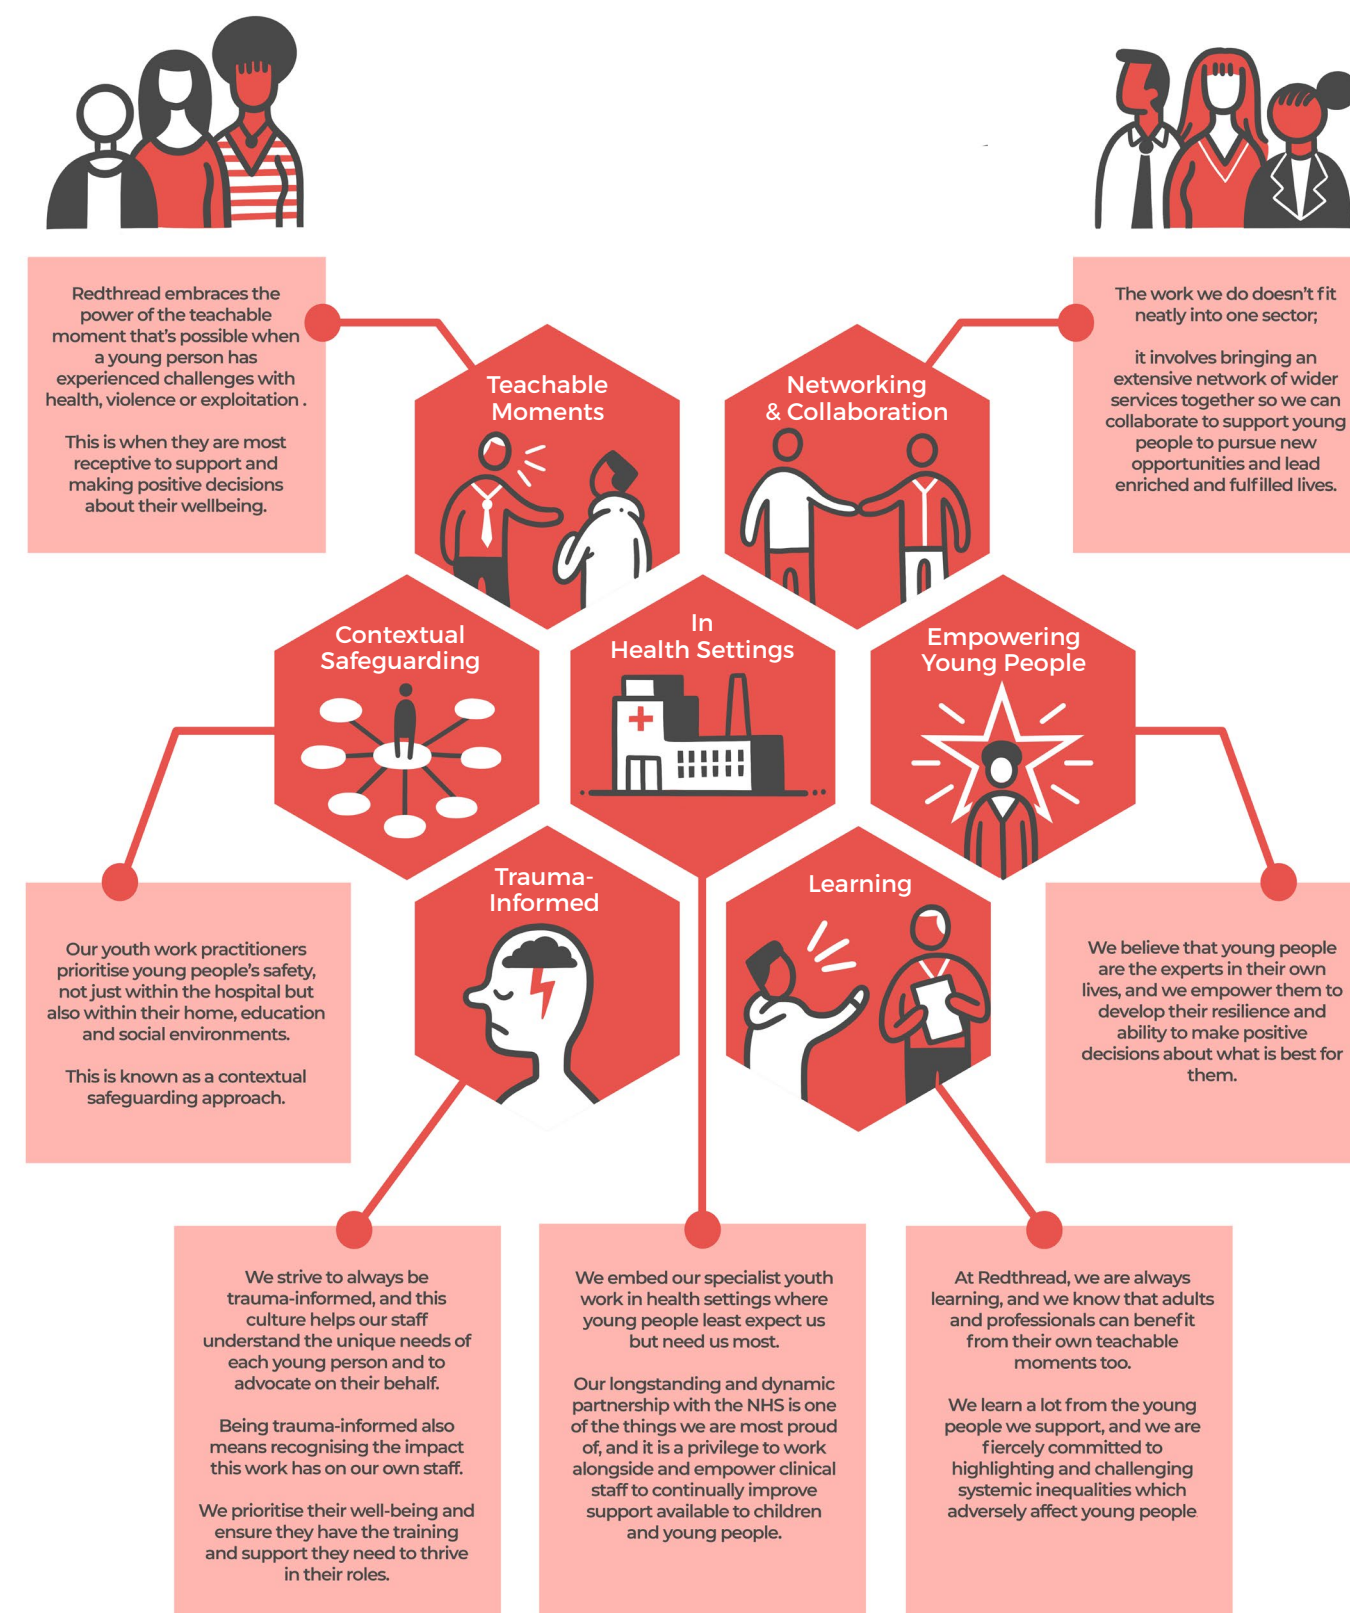 Redthread embraces the
power of the teachable
moment that's possible when
a young person has
experienced challenges with
health, violence or exploitation .
This is when they are most
receptive to support and
making positive decisions
about their wellbeing.
The work we do doesn't fit
neatly into one sector;
it involves bringing an
extensive network of wider
services together so we can
collaborate to support young
people to pursue new
opportunities and lead
enriched and fulfilled lives.
Teachable
Moments
Networking
& Collaboration
Contextual
Safeguarding
In
Health Settings
Empowering
Young People
Trauma-
Informed
Learning
Our youth work practitioners
prioritise young people's safety,
not just within the hospital but
also within their home, education
and social environments.
This is known as a contextual
safeguarding approach.
We believe that young people
are the experts in their own
lives, and we empower them to
develop their resilience and
ability to make positive
decisions about what is best for
them.
We strive to always be
trauma-informed, and this
culture helps our staff
understand the unique needs of
each young person and to
advocate on their behalf.
Being trauma-informed also
means recognising the impact
this work has on our own staff.
We prioritise their well-being and
ensure they have the training
and support they need to thrive
in their roles.
We embed our specialist youth
work in health settings where
young people least expect us
but need us most.
Our longstanding and dynamic
partnership with the NHS is one
of the things we are most proud
of, and it is a privilege to work
alongside and empower clinical
staff to continually improve
support available to children
and young people.
At Redthread, we are always
learning, and we know that adults
and professionals can benefit
from their own teachable
moments too.
We learn a lot from the young
people we support, and we are
fiercely committed to
highlighting and challenging
systemic inequalities which
adversely affect young people